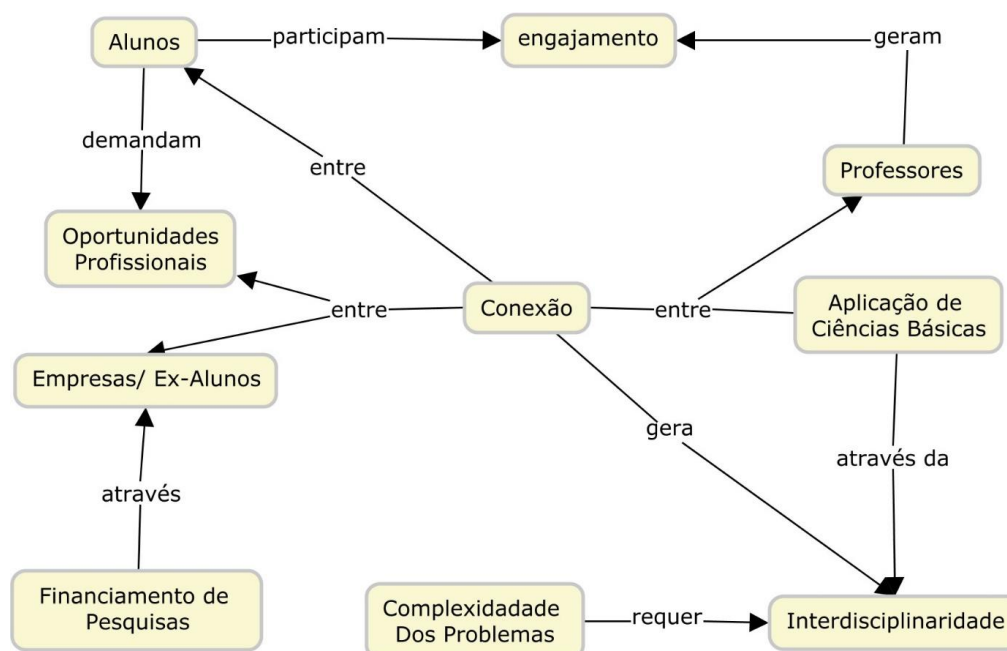 Alunos
participam
engajamento
geram
demandam
entre
Professores
Oportunidades
Profissionais
entre
Conexão
entre
Aplicação de
Ciências Básicas
Empresas/ Ex-Alunos
gera
através da
através
Financiamento de
Pesquisas
Complexidadade
Dos Problemas
requer
Interdisciplinaridade